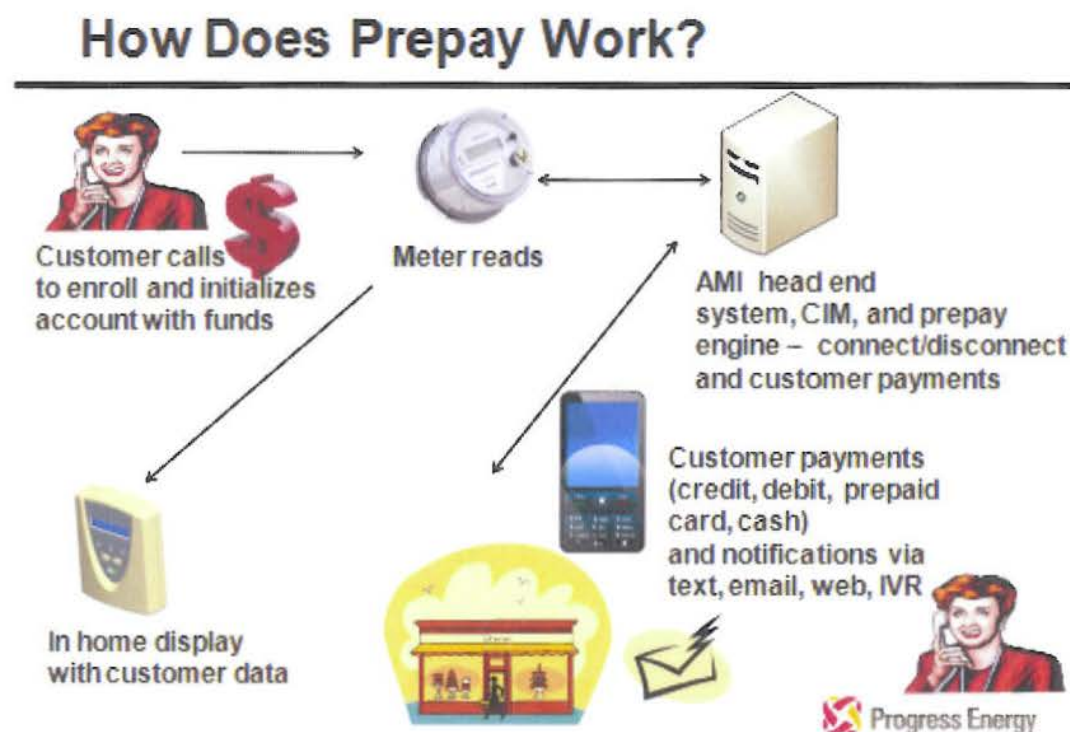 How Does Prepay Work?
Customer calls
to enroll and initializes
account with funds
Meter reads
AMI head end
system, CIM, and prepay
engine – connect/disconnect
and customer payments
Customer payments
(credit, debit, prepaid
card, cash)
and notifications via
text, email, web, IVR
In home display
with customer data
Progress Energy